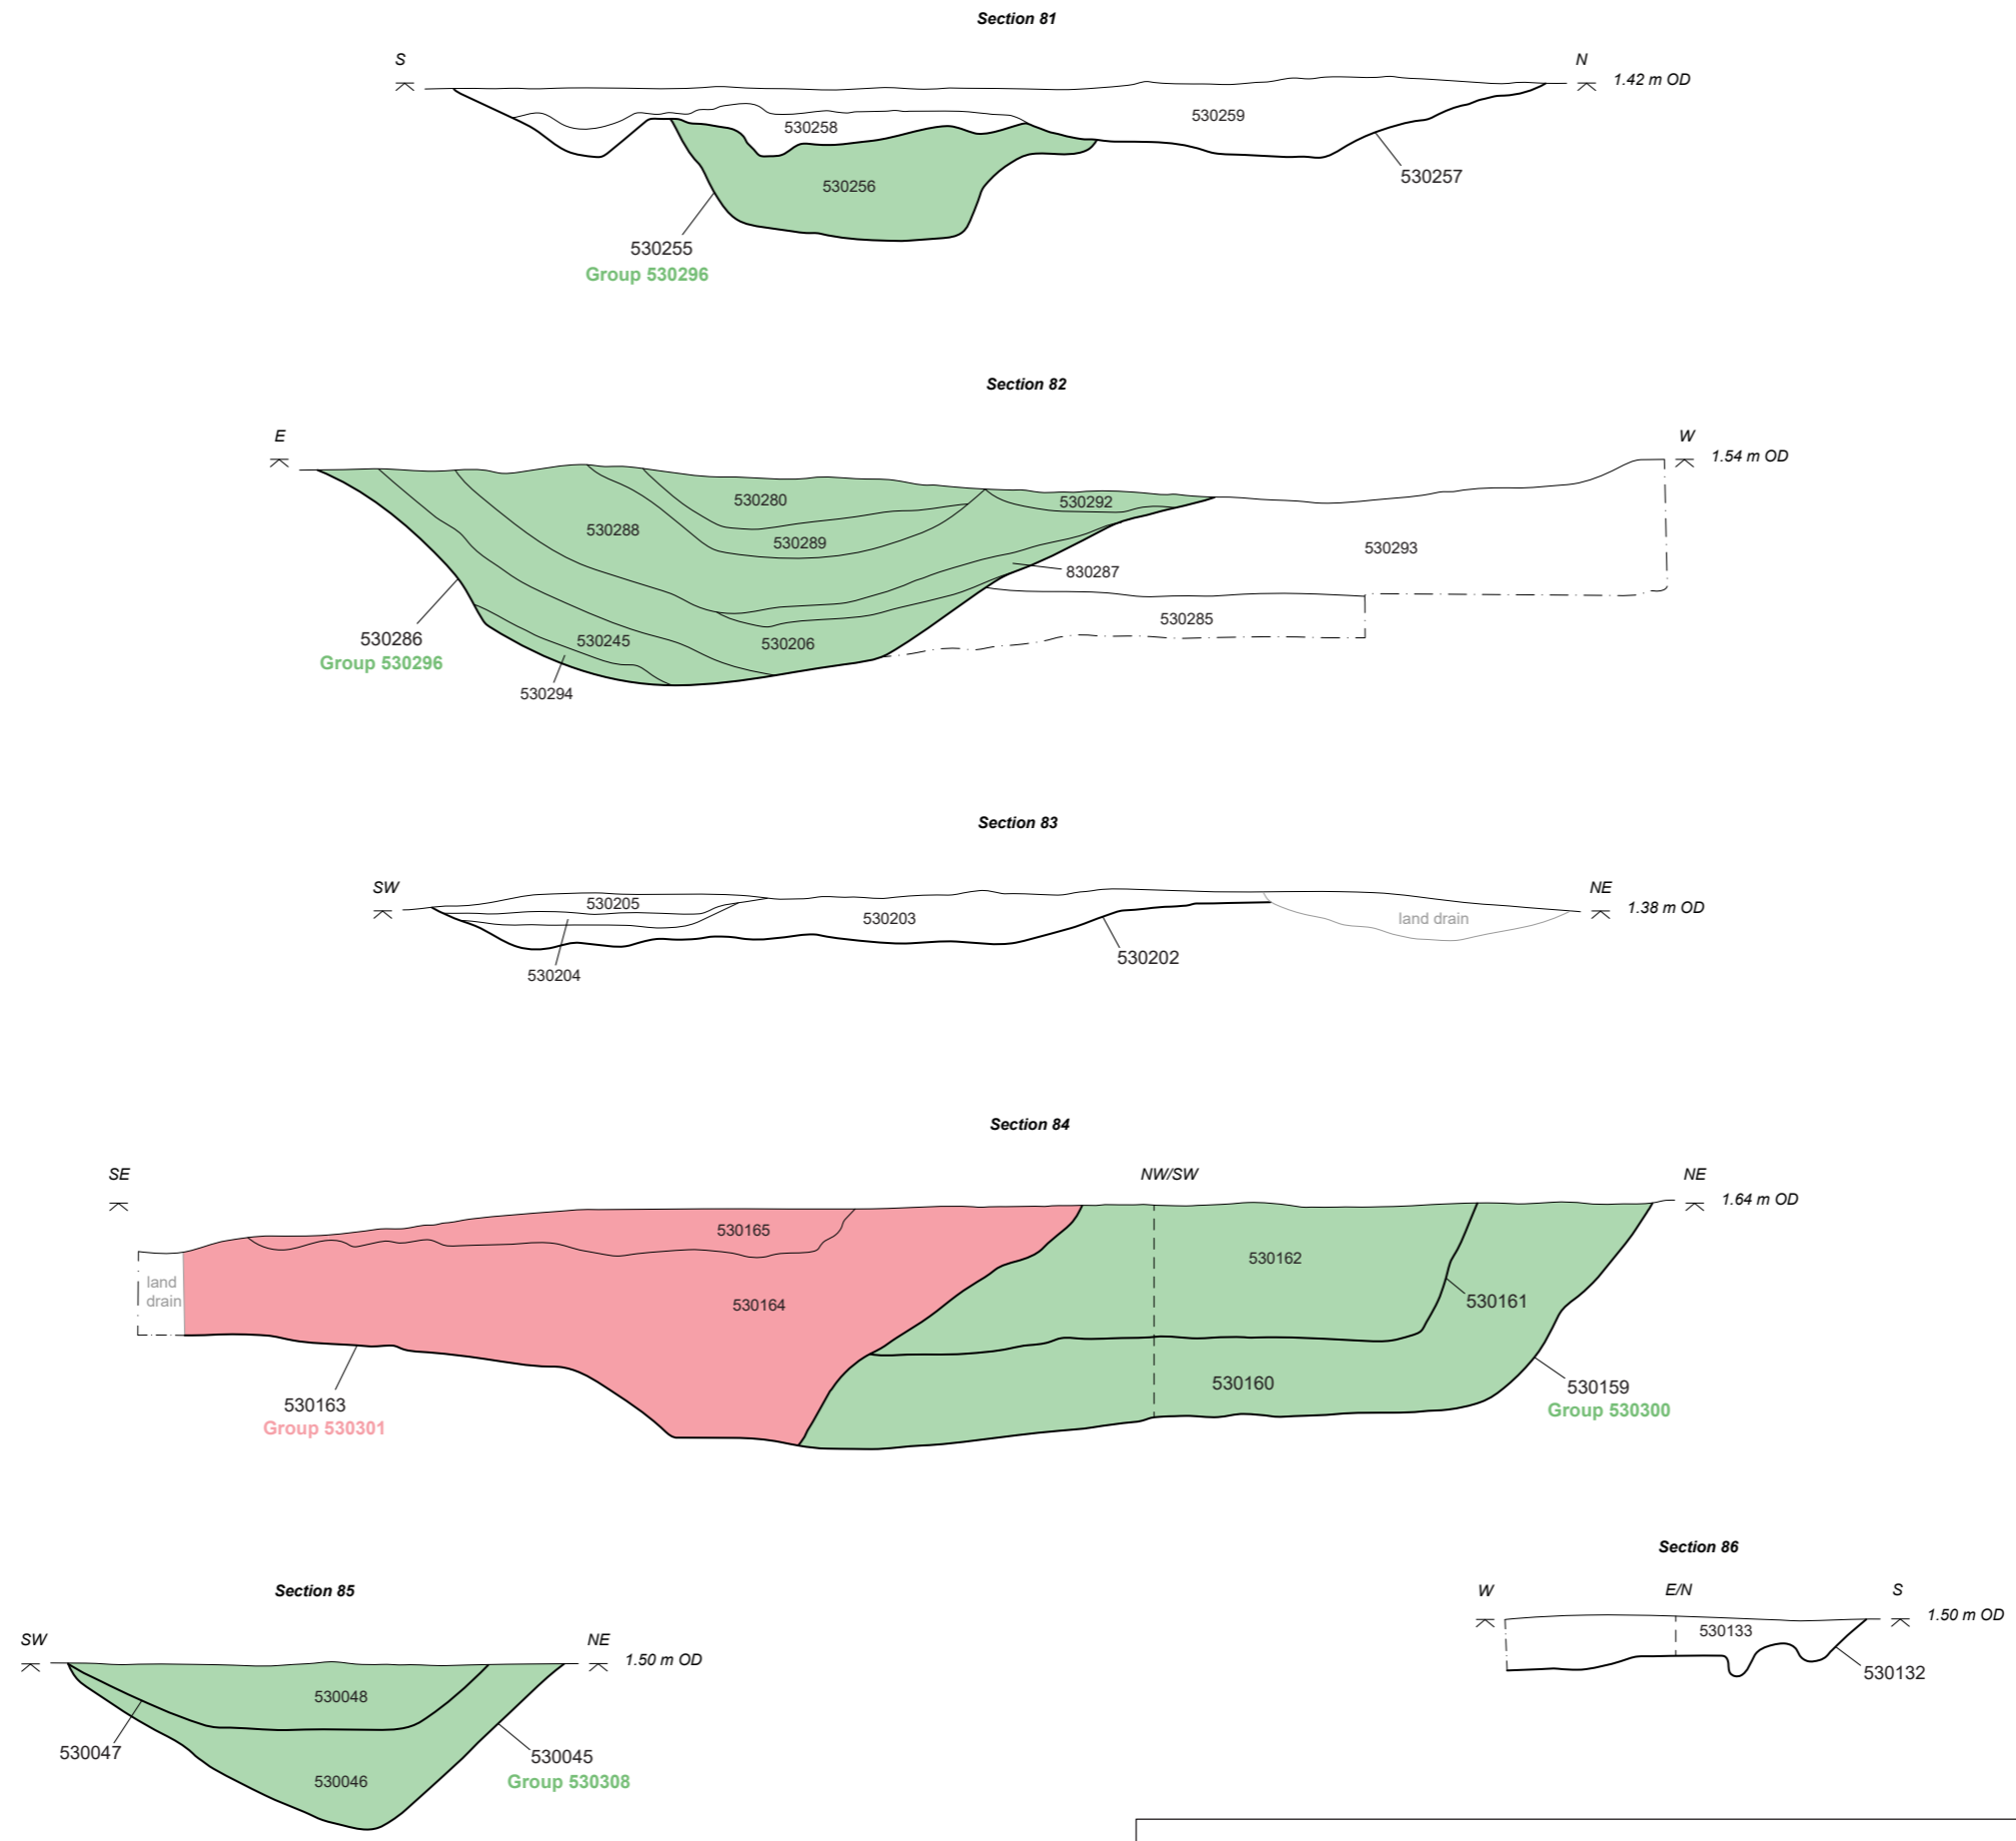 Section 81
S
N
1.42 m OD
530259
530258
530257
530256
530255
Group 530296
Section 82
E
W
1.54 m OD
530280
530292
530288
530289
530293
830287
530285
530286
Group 530296
530245
530206
530294
Section 83
SW
NE
1.38 m OD
530205
530203
land drain
530204
530202
Section 84
SE
NW/SW
NE
1.64 m OD
530165
530162
land
drain
530164
530161
530160
530163
Group 530301
530159
Group 530300
Section 85
SW
NE
1.50 m OD
530048
530047
530046
530045
Group 530308
Section 86
W
E/N
S
1.50 m OD
530133
530132